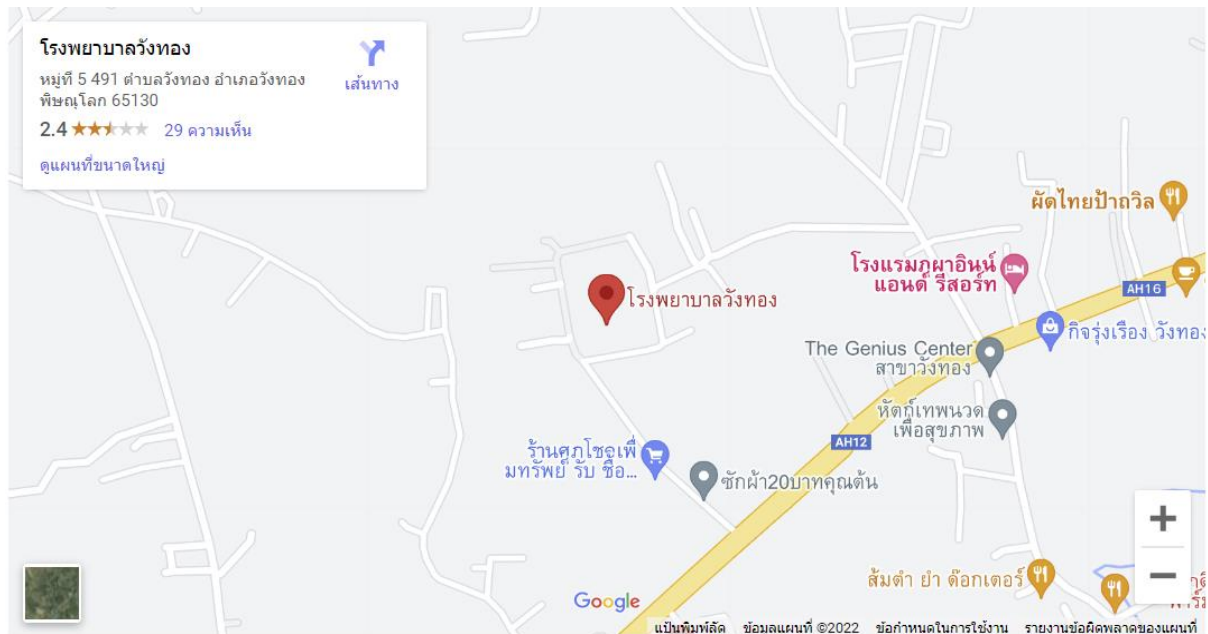 โรงพยาบาลวังทอง
หมู่ที่ 5 491 ตำบลวังทอง อำเภอวังทอง
พิษณุโลก 65130
2.4
29 ความเห็น
ดูแผนที่ขนาดใหญ่
เส้นทาง
ผัดไทยป้าถวิล
โรงแรมภูผาอินน์
แอนด์ รีสอร์ท
AH16
โรงพยาบาลวังทอง
กิจรุ่งเรือง วังทอง
The Genius Center
สาขาวังทอง
หัตถ์เทพนวด
เพื่อสุขภาพ
AH12
ร้านศุภโชคเพิ่
มทรัพย์ รับ ซื้อ...
ซักผ้า20บาทคุณต้น
ส้มตำ ยำ ด๊อกเตอร์
Google
แป้นพิมพ์ลัด ข้อมูลแผนที่ ©2022 ข้อกำหนดในการใช้งาน รายงานข้อผิดพลาดของแผนที่